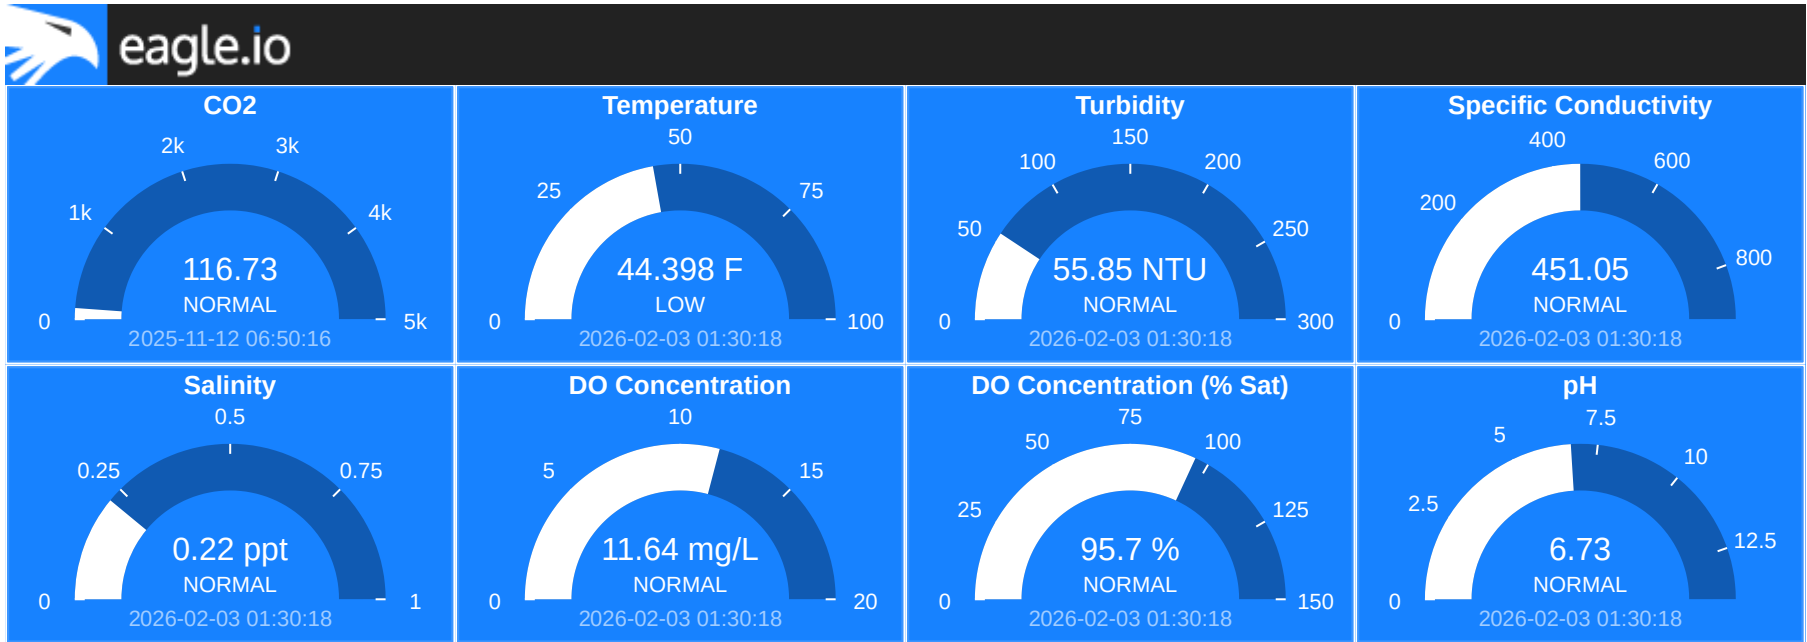 eagle.io
CO2
0
1k
2k
3k
4k
5k
116.73
NORMAL
2025-11-12 06:50:16
Temperature
0
25
50
75
100
44.398 F
LOW
2026-02-03 01:30:18
Turbidity
0
50
100
150
200
250
300
55.85 NTU
NORMAL
2026-02-03 01:30:18
Specific Conductivity
0
200
400
600
800
451.05
NORMAL
2026-02-03 01:30:18
Salinity
0
0.25
0.5
0.75
1
0.22 ppt
NORMAL
2026-02-03 01:30:18
DO Concentration
0
5
10
15
20
11.64 mg/L
NORMAL
2026-02-03 01:30:18
DO Concentration (% Sat)
0
25
50
75
100
125
150
95.7 %
NORMAL
2026-02-03 01:30:18
pH
0
2.5
5
7.5
10
12.5
6.73
NORMAL
2026-02-03 01:30:18